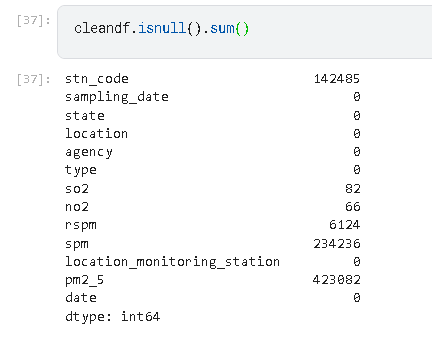 [37]: cleandf.isnull().sum()
[37]: stn_code 142485
sampling_date 0
state 0
location 0
agency 0
type 0
so2 82
no2 66
rspm 6124
spm 234236
location_monitoring_station 0
pm2_5 423082
date 0
dtype: int64